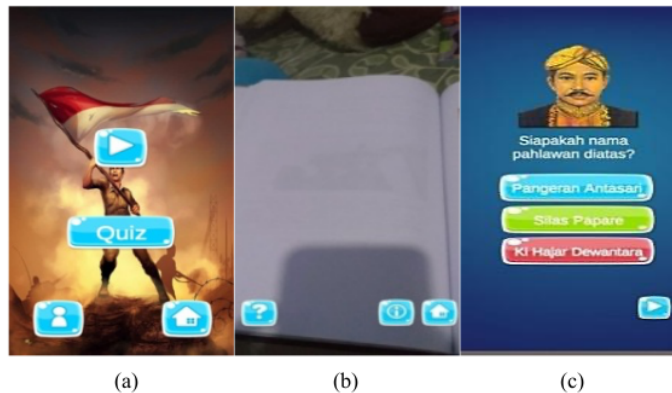 Quiz
?
i
Siapakah nama
pahlawan diatas?
Pangeran Antasari
Silas Papare
Ki Hajar Dewantara
(a)
(b)
(c)